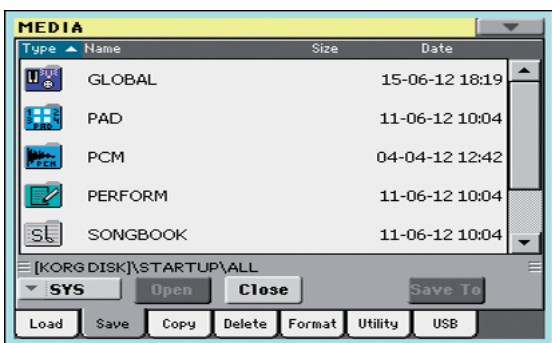 MEDIA
Type Name Size Date
GLOBAL 15-06-12 18:19
PAD 11-06-12 10:04
PCM 04-04-12 12:42
PERFORM 11-06-12 10:04
SONGBOOK 11-06-12 10:04
[KORG DISK]\STARTUP\ALL
SYS Open Close Save To
Load Save Copy Delete Format Utility USB